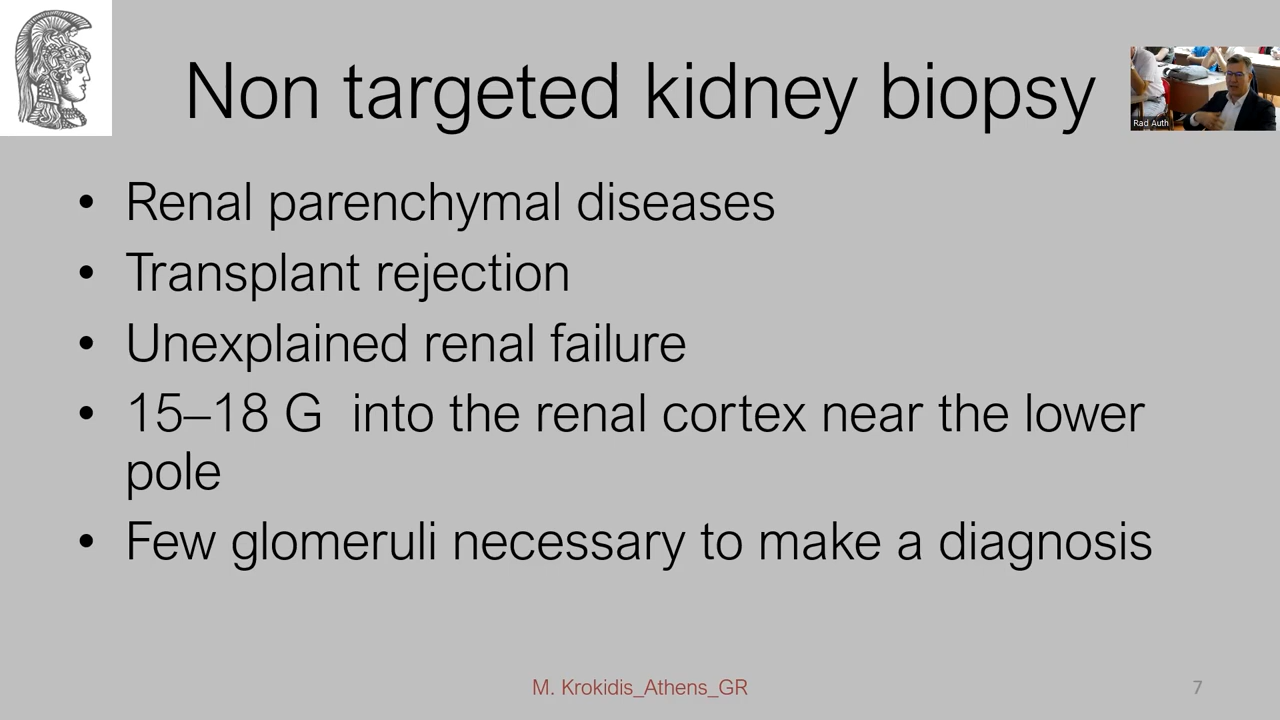 Non targeted kidney biopsy
Rad Auth
• Renal parenchymal diseases
• Transplant rejection
• Unexplained renal failure
• 15–18 G  into the renal cortex near the lower
pole
• Few glomeruli necessary to make a diagnosis
M. Krokidis_Athens_GR
7